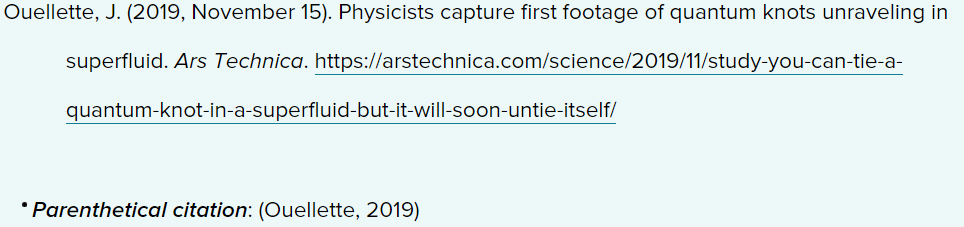 Ouellette, J. (2019, November 15). Physicists capture first footage of quantum knots unraveling in
superfluid. Ars Technica. https://arstechnica.com/science/2019/11/study-you-can-tie-a-
quantum-knot-in-a-superfluid-but-it-will-soon-untie-itself/
• Parenthetical citation: (Ouellette, 2019)